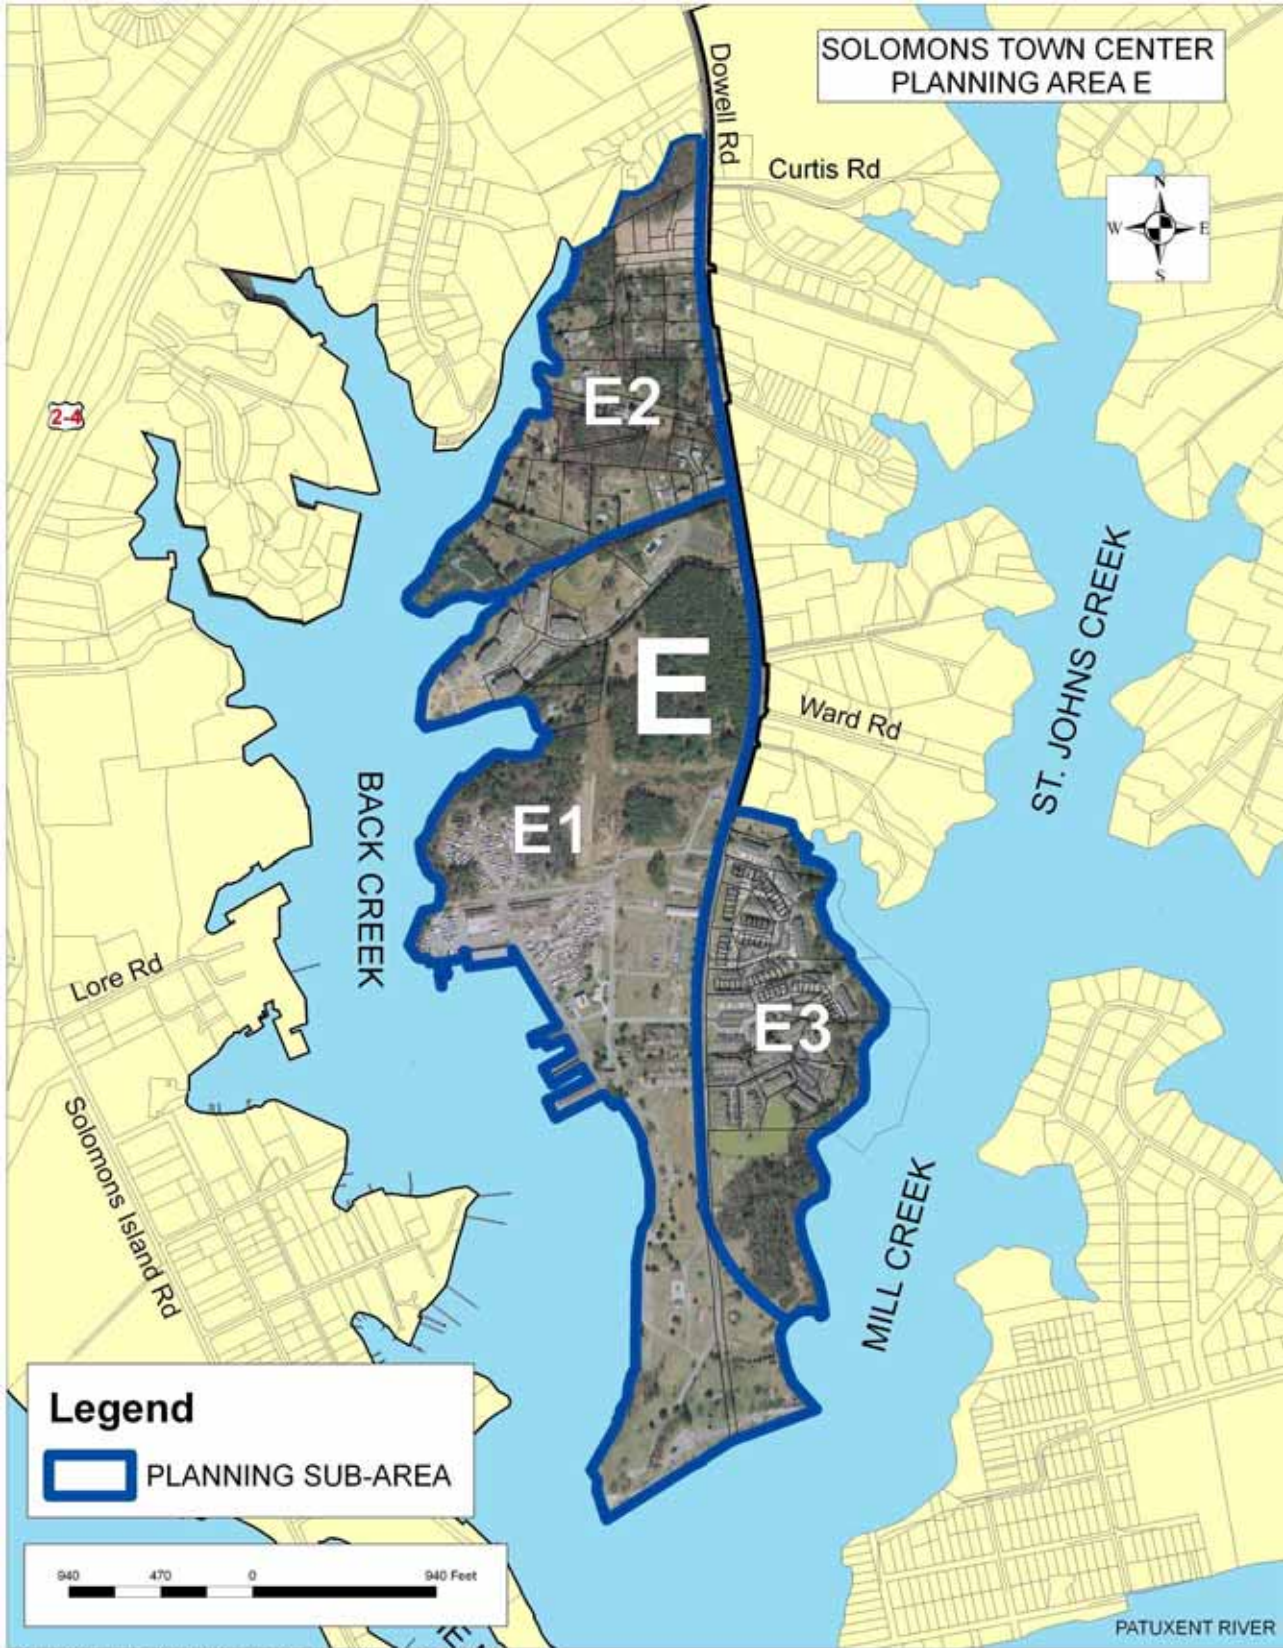 SOLOMONS TOWN CENTER
PLANNING AREA E
Dowell Rd
Curtis Rd
N
W
E
S
2-4
E2
E
Ward Rd
ST. JOHNS CREEK
BACK CREEK
E1
Lore Rd
E3
Solomons Island Rd
MILL CREEK
Legend
PLANNING SUB-AREA
940
470
0
940 Feet
PATUXENT RIVER